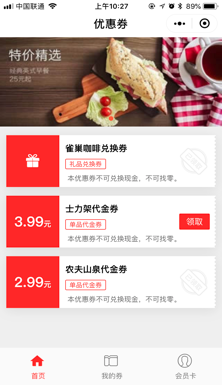 中国联通
上午10:27
89%
优惠券
特价精选
经典美式早餐
25元起
雀巢咖啡兑换券
礼品兑换券
本优惠券不可兑换现金，不可找零。
3.99元
士力架代金券
单品代金券
领取
本优惠券不可兑换现金，不可找零。
2.99元
农夫山泉代金券
单品代金券
本优惠券不可兑换现金，不可找零。
首页
我的券
会员卡